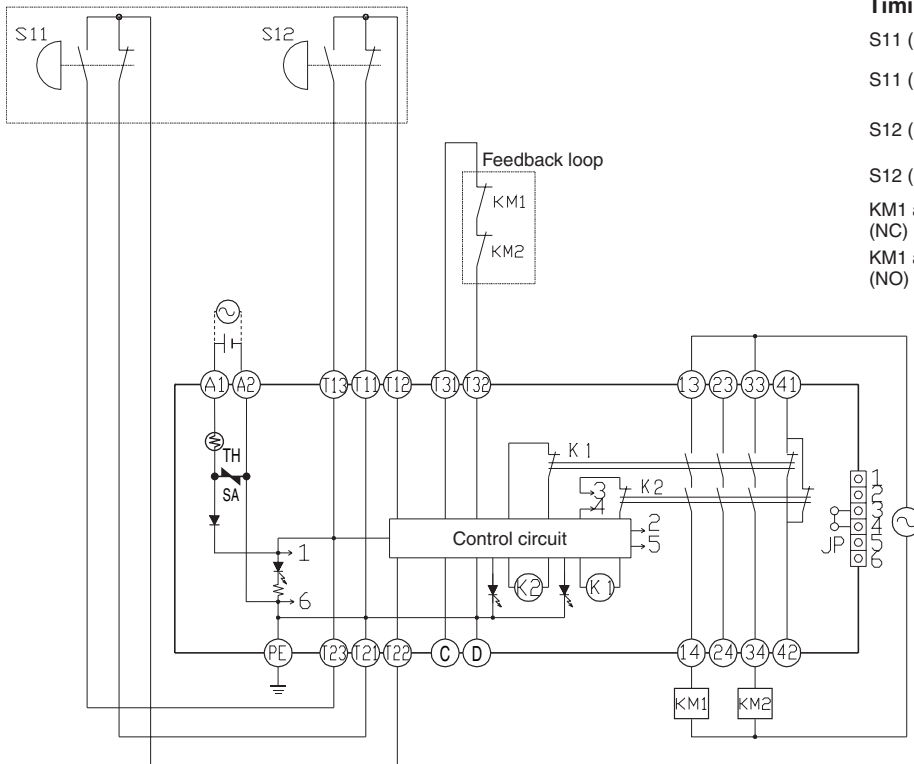 Timi
S11 (
S11 (
S12 (
S12 (
KM1 a
(NC)
KM1 a
(NO)
S11
S12
Feedback loop
KM1
KM2
A1 A2 T13 T11 T12 T31 T32 13 23 33 41
TH
SA
K1
3
4
K2
Control circuit
2
5
1
6
K2
K1
JP
1
2
3
4
5
6
PE T23 T21 T22 C D 14 24 34 42
KM1
KM2